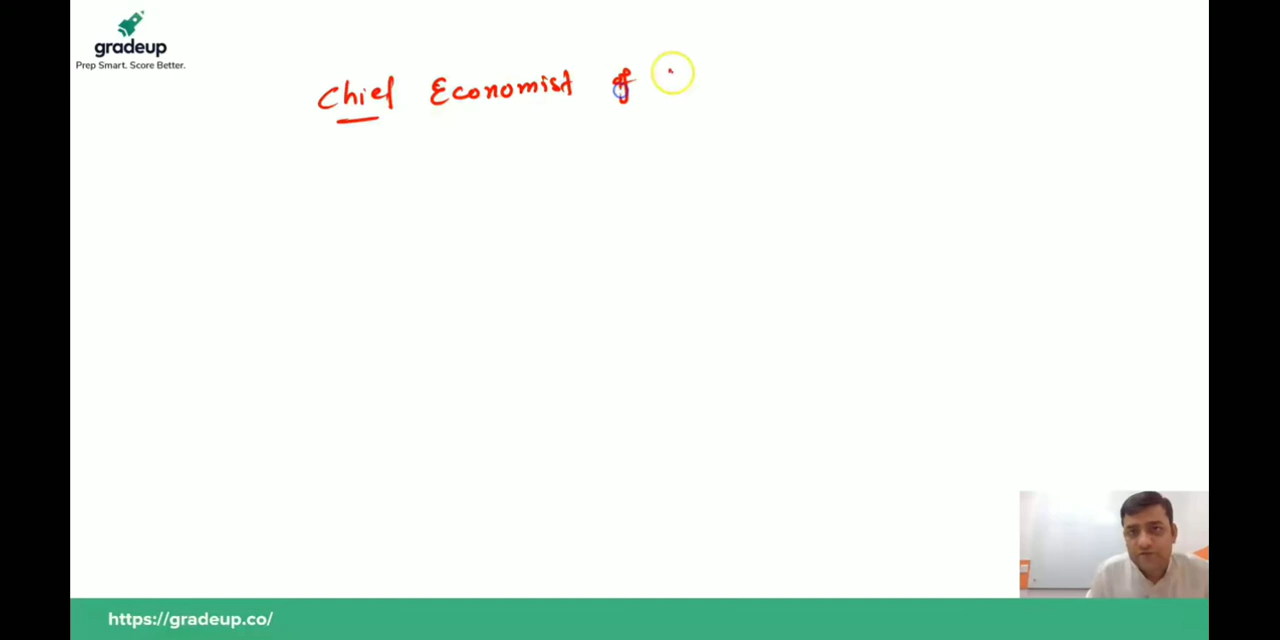 gradeup
Prep Smart. Score Better.
Chief Economist of
https://gradeup.co/